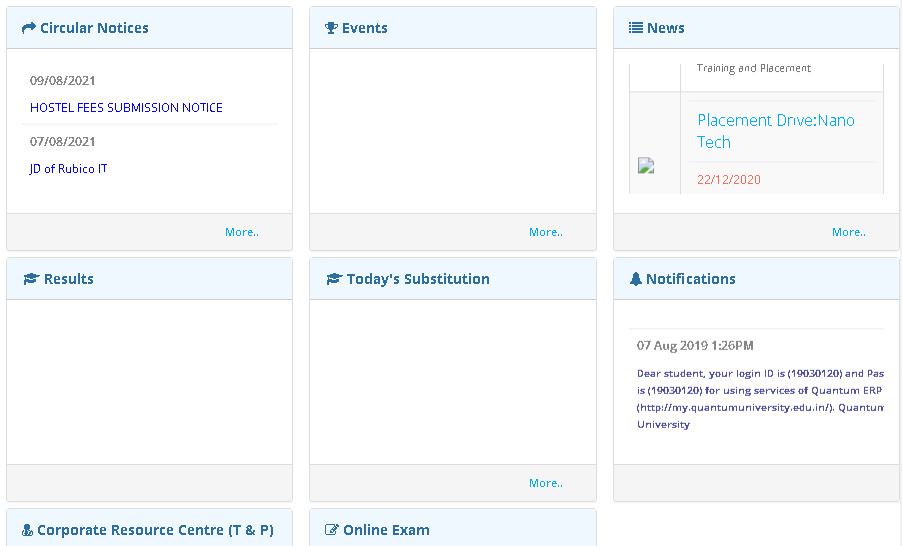 Circular Notices
09/08/2021
HOSTEL FEES SUBMISSION NOTICE
07/08/2021
JD of Rubico IT
More..
Events
More..
News
Training and Placement
Placement Drive:Nano
Tech
22/12/2020
More..
Results
Today's Substitution
More..
Notifications
07 Aug 2019 1:26PM
Dear student, your login ID is (19030120) and Pas
is (19030120) for using services of Quantum ERP
(http://my.quantumuniversity.edu.in/). Quantum
University
Corporate Resource Centre (T & P)
Online Exam